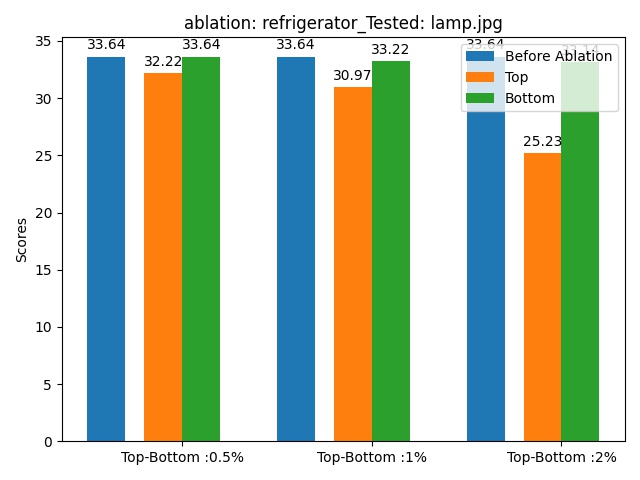 ablation: refrigerator_Tested: lamp.jpg
33.64 33.64 33.64 33.22 33.64 33.14
32.22 30.97 25.23
Before Ablation
Top
Bottom
Scores
35
30
25
20
15
10
5
0
Top-Bottom :0.5% Top-Bottom :1% Top-Bottom :2%